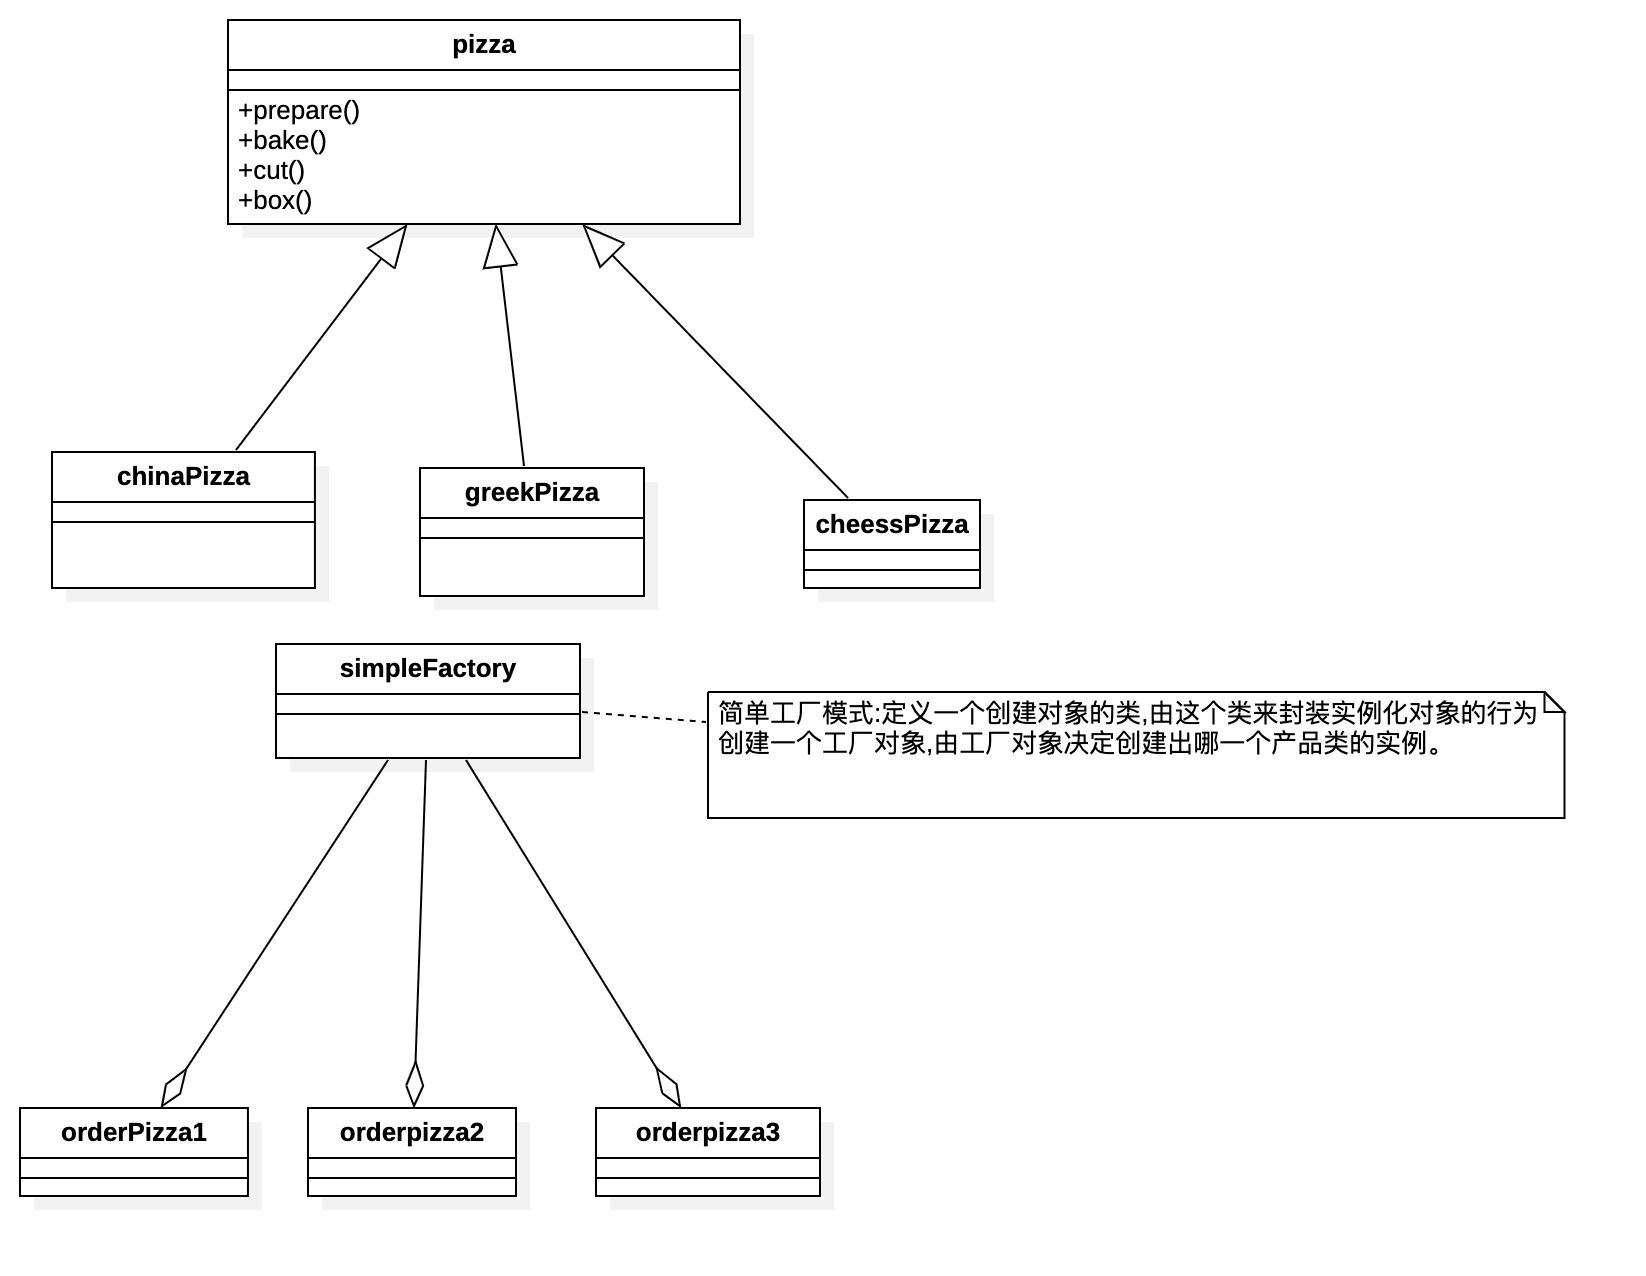 pizza
+prepare()
+bake()
+cut()
+box()
chinaPizza
greekPizza
cheessPizza
simpleFactory
简单工厂模式:定义一个创建对象的类,由这个类来封装实例化对象的行为
创建一个工厂对象,由工厂对象决定创建出哪一个产品类的实例。
orderPizza1
orderpizza2
orderpizza3